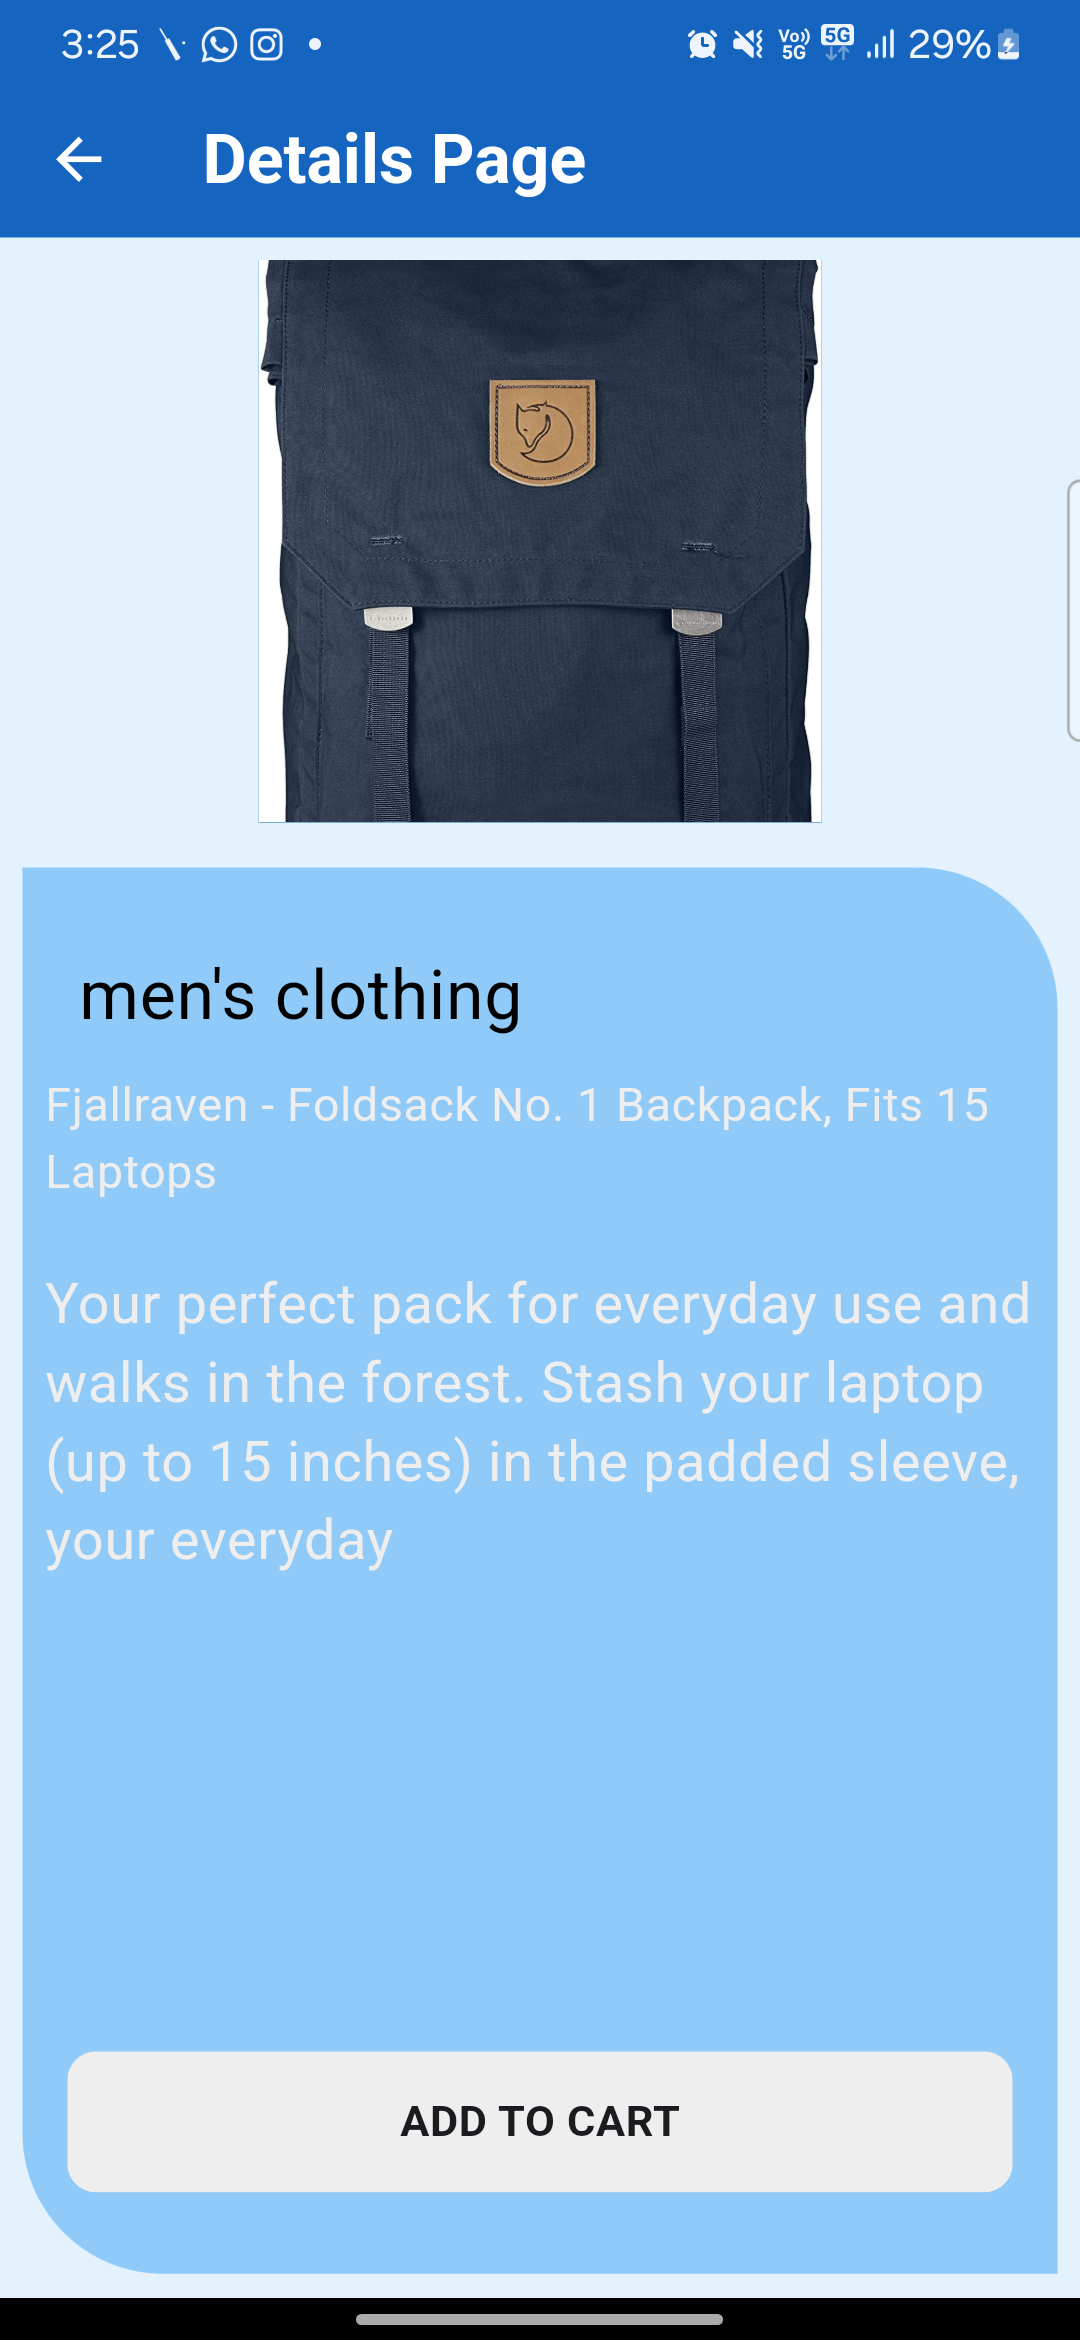 3:25
Vo)) 5G
5G
29%
Details Page
men's clothing
Fjallraven - Foldsack No. 1 Backpack, Fits 15
Laptops
Your perfect pack for everyday use and
walks in the forest. Stash your laptop
(up to 15 inches) in the padded sleeve,
your everyday
ADD TO CART